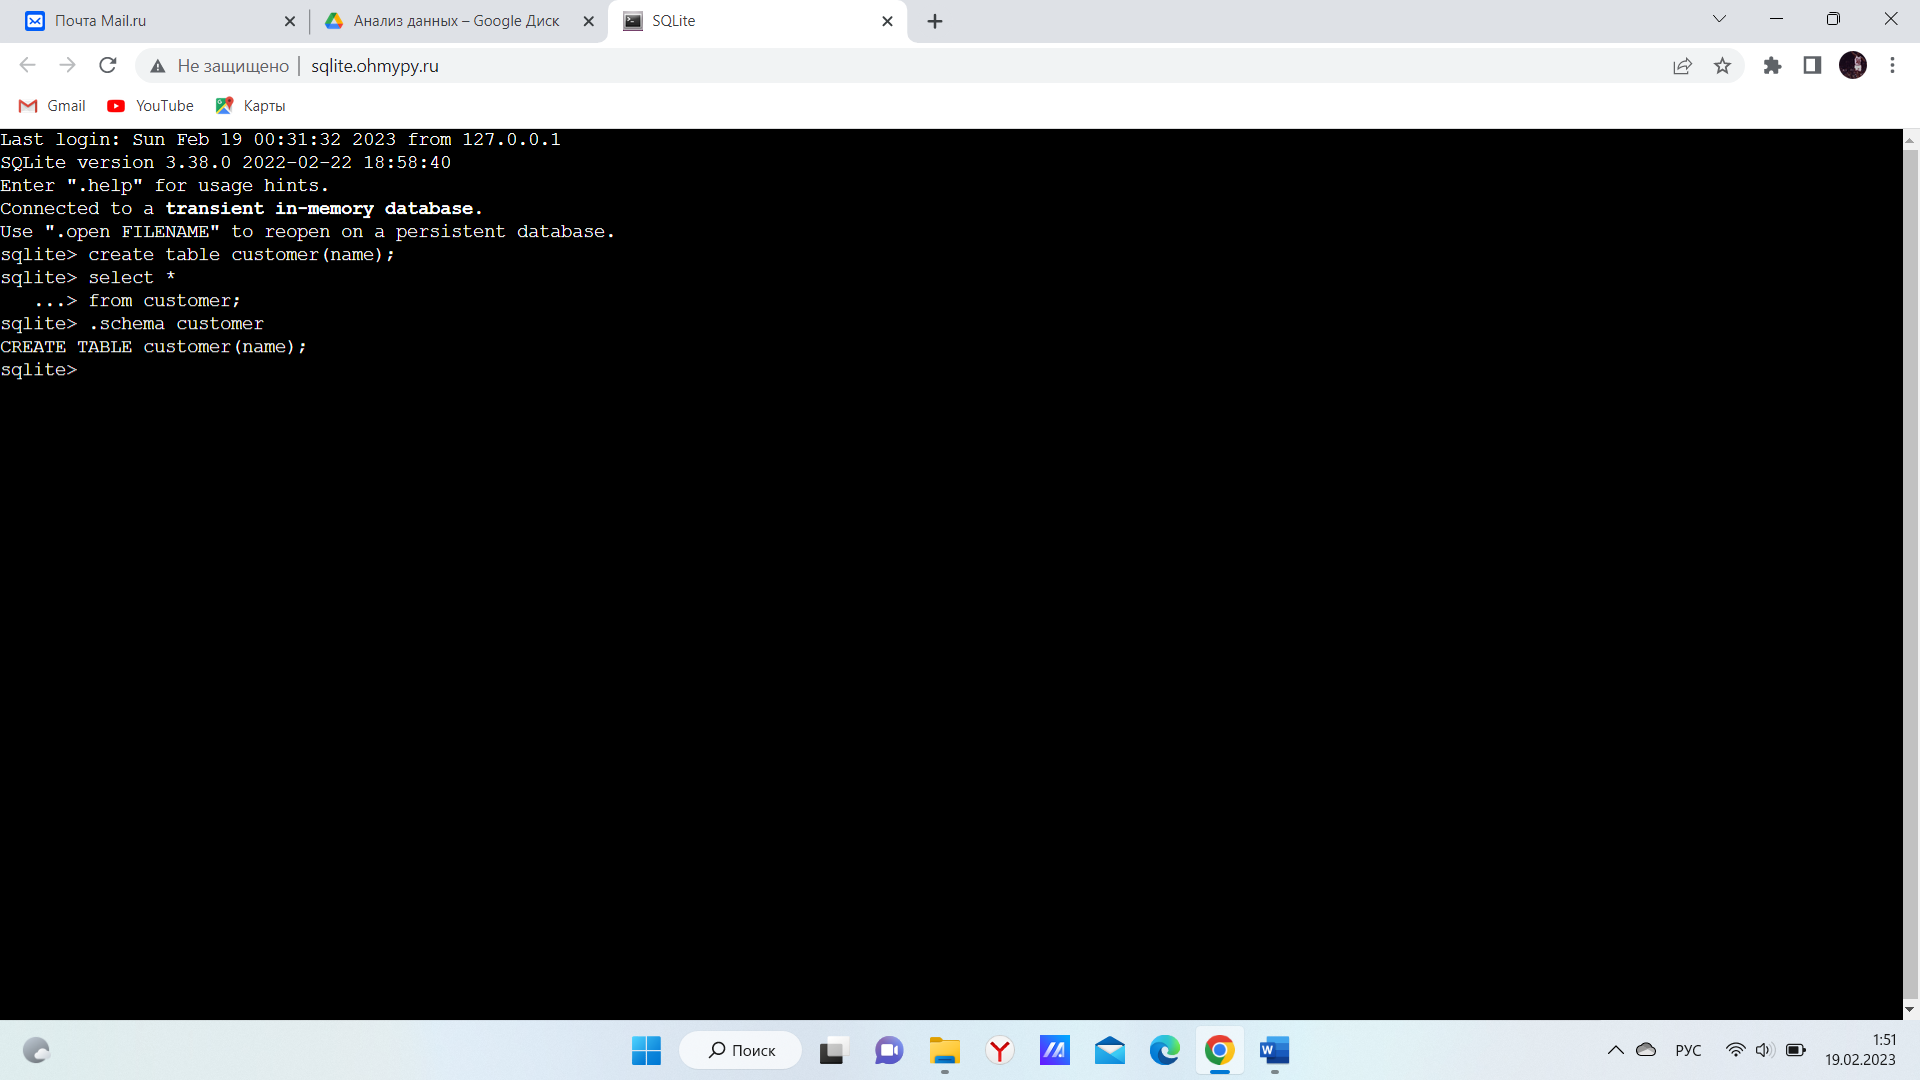 Почта Mail.ru
Анализ данных – Google Диск
SQLite
Не защищено
sqlite.ohmypy.ru
Gmail
YouTube
Карты
Last login: Sun Feb 19 00:31:32 2023 from 127.0.0.1
SQLite version 3.38.0 2022-02-22 18:58:40
Enter ".help" for usage hints.
Connected to a transient in-memory database.
Use ".open FILENAME" to reopen on a persistent database.
sqlite> create table customer(name);
sqlite> select *
...> from customer;
sqlite> .schema customer
CREATE TABLE customer(name);
sqlite>
Поиск
РУС
1:51
19.02.2023